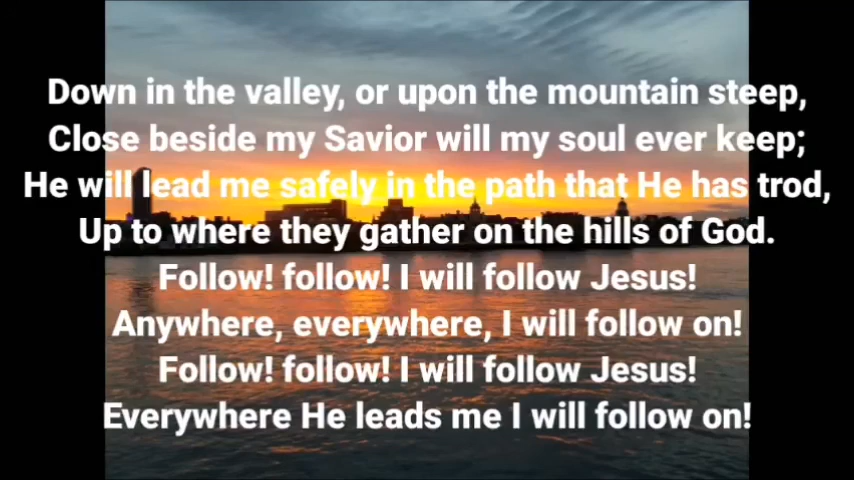 Down in the valley, or upon the mountain steep,
Close beside my Savior will my soul ever keep;
He will lead me safely in the path that He has trod,
Up to where they gather on the hills of God.
Follow! follow! I will follow Jesus!
Anywhere, everywhere, I will follow on!
Follow! follow! I will follow Jesus!
Everywhere He leads me I will follow on!